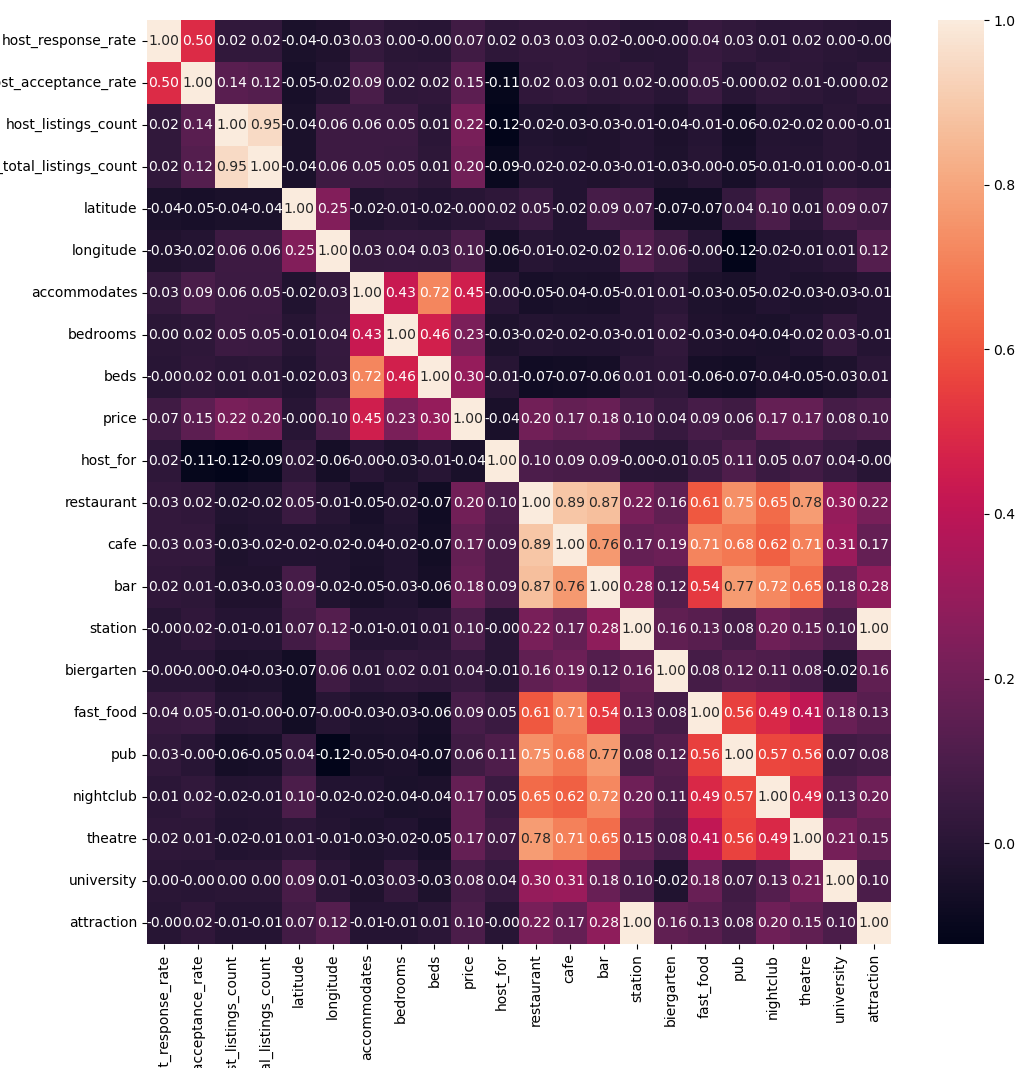 host_response_rate 1.00 0.50 0.02 0.02 -0.04 -0.03 0.03 0.00 -0.00 0.07 0.02 0.03 0.03 0.02 -0.00 -0.00 0.04 0.03 0.01 0.02 0.00 -0.00 1.0
st_acceptance_rate 0.50 1.00 0.14 0.12 -0.05 -0.02 0.09 0.02 0.02 0.15 -0.11 0.02 0.03 0.01 0.02 -0.00 0.05 -0.00 0.02 0.01 -0.00 0.02
host_listings_count 0.02 0.14 1.00 0.95 -0.04 0.06 0.06 0.05 0.01 0.22 -0.12 -0.02 -0.03 -0.03 -0.01 -0.04 -0.01 -0.06 -0.02 -0.02 0.00 -0.01
_total_listings_count 0.02 0.12 0.95 1.00 -0.04 0.06 0.05 0.05 0.01 0.20 -0.09 -0.02 -0.02 -0.03 -0.01 -0.03 -0.00 -0.05 -0.01 -0.01 0.00 -0.01 0.8
latitude -0.04 -0.05 -0.04 -0.04 1.00 0.25 -0.02 -0.01 -0.02 -0.00 0.02 0.05 -0.02 0.09 0.07 -0.07 -0.07 0.04 0.10 0.01 0.09 0.07
longitude -0.03 -0.02 0.06 0.06 0.25 1.00 0.03 0.04 0.03 0.10 -0.06 -0.01 -0.02 -0.02 0.12 0.06 -0.00 -0.12 -0.02 -0.01 0.01 0.12
accommodates 0.03 0.09 0.06 0.05 -0.02 0.03 1.00 0.43 0.72 0.45 -0.00 -0.05 -0.04 -0.05 -0.01 0.01 -0.03 -0.05 -0.02 -0.03 -0.03 -0.01
bedrooms 0.00 0.02 0.05 0.05 -0.01 0.04 0.43 1.00 0.46 0.23 -0.03 -0.02 -0.02 -0.03 -0.01 0.02 -0.03 -0.04 -0.04 -0.02 0.03 -0.01 0.6
beds -0.00 0.02 0.01 0.01 -0.02 0.03 0.72 0.46 1.00 0.30 -0.01 -0.07 -0.07 -0.06 0.01 0.01 -0.06 -0.07 -0.04 -0.05 -0.03 0.01
price 0.07 0.15 0.22 0.20 -0.00 0.10 0.45 0.23 0.30 1.00 -0.04 0.20 0.17 0.18 0.10 0.04 0.09 0.06 0.17 0.17 0.08 0.10
host_for 0.02 -0.11 -0.12 -0.09 0.02 -0.06 -0.00 -0.03 -0.01 -0.04 1.00 0.10 0.09 0.09 -0.00 -0.01 0.05 0.11 0.05 0.07 0.04 -0.00
restaurant 0.03 0.02 -0.02 -0.02 0.05 -0.01 -0.05 -0.02 -0.07 0.20 0.10 1.00 0.89 0.87 0.22 0.16 0.61 0.75 0.65 0.78 0.30 0.22 0.4
cafe 0.03 0.03 -0.03 -0.02 -0.02 -0.02 -0.04 -0.02 -0.07 0.17 0.09 0.89 1.00 0.76 0.17 0.19 0.71 0.68 0.62 0.71 0.31 0.17
bar 0.02 0.01 -0.03 -0.03 0.09 -0.02 -0.05 -0.03 -0.06 0.18 0.09 0.87 0.76 1.00 0.28 0.12 0.54 0.77 0.72 0.65 0.18 0.28
station -0.00 0.02 -0.01 -0.01 0.07 0.12 -0.01 -0.01 0.01 0.10 -0.00 0.22 0.17 0.28 1.00 0.16 0.13 0.08 0.20 0.15 0.10 1.00
biergarten -0.00 -0.00 -0.04 -0.03 -0.07 0.06 0.01 0.02 0.01 0.04 -0.01 0.16 0.19 0.12 0.16 1.00 0.08 0.12 0.11 0.08 -0.02 0.16 0.2
fast_food 0.04 0.05 -0.01 -0.00 -0.07 -0.00 -0.03 -0.03 -0.06 0.09 0.05 0.61 0.71 0.54 0.13 0.08 1.00 0.56 0.49 0.41 0.18 0.13
pub 0.03 -0.00 -0.06 -0.05 0.04 -0.12 -0.05 -0.04 -0.07 0.06 0.11 0.75 0.68 0.77 0.08 0.12 0.56 1.00 0.57 0.56 0.07 0.08
nightclub 0.01 0.02 -0.02 -0.01 0.10 -0.02 -0.02 -0.04 -0.04 0.17 0.05 0.65 0.62 0.72 0.20 0.11 0.49 0.57 1.00 0.49 0.13 0.20
theatre 0.02 0.01 -0.02 -0.01 0.01 -0.01 -0.03 -0.02 -0.05 0.17 0.07 0.78 0.71 0.65 0.15 0.08 0.41 0.56 0.49 1.00 0.21 0.15 0.0
university 0.00 -0.00 0.00 0.00 0.09 0.01 -0.03 0.03 -0.03 0.08 0.04 0.30 0.31 0.18 0.10 -0.02 0.18 0.07 0.13 0.21 1.00 0.10
attraction -0.00 0.02 -0.01 -0.01 0.07 0.12 -0.01 -0.01 0.01 0.10 -0.00 0.22 0.17 0.28 1.00 0.16 0.13 0.08 0.20 0.15 0.10 1.00
t_response_rate
acceptance_rate
st_listings_count
al_listings_count
latitude
longitude
accommodates
bedrooms
beds
price
host_for
restaurant
cafe
bar
station
biergarten
fast_food
pub
nightclub
theatre
university
attraction